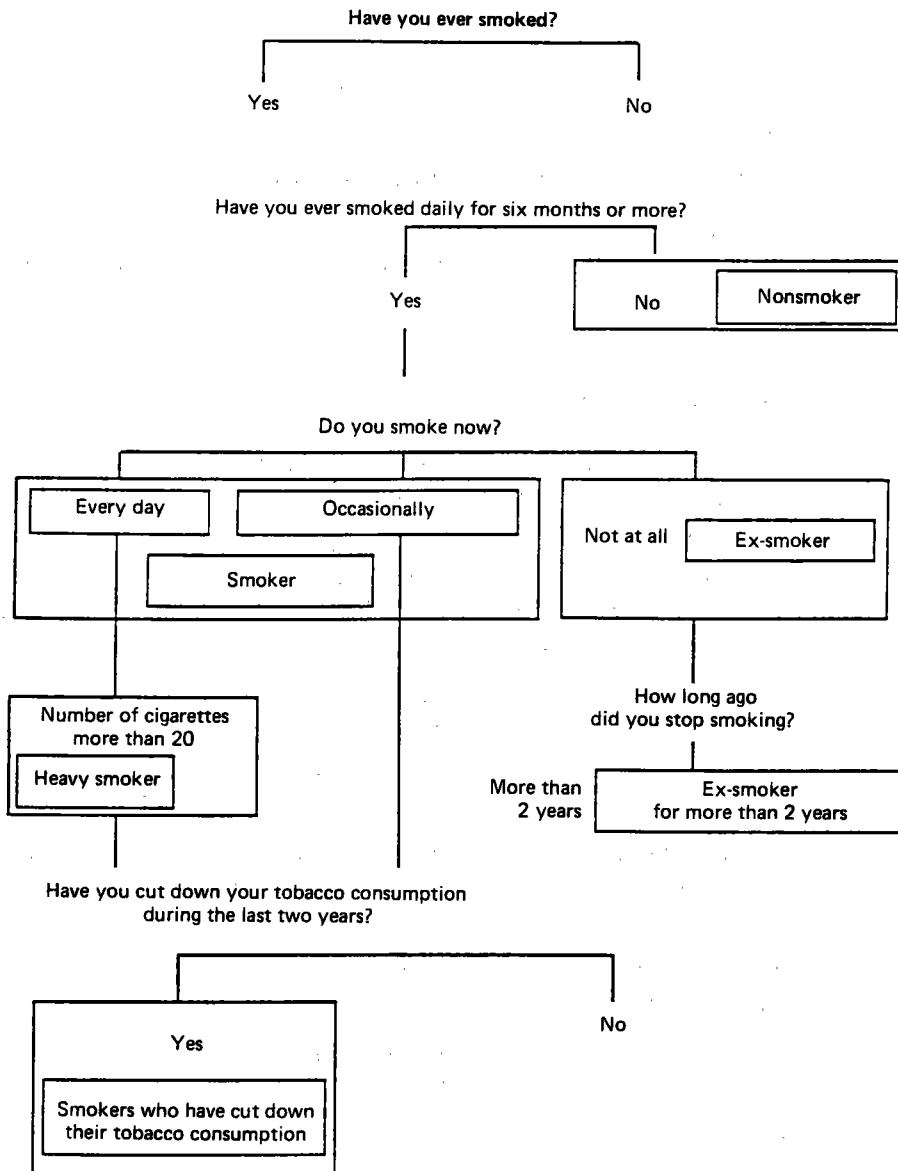 Have you ever smoked?
Yes
No
Have you ever smoked daily for six months or more?
Yes
No
Nonsmoker
Do you smoke now?
Every day
Occasionally
Not at all
Ex-smoker
Smoker
How long ago
did you stop smoking?
Number of cigarettes
more than 20
Heavy smoker
More than
2 years
Ex-smoker
for more than 2 years
Have you cut down your tobacco consumption
during the last two years?
Yes
No
Smokers who have cut down
their tobacco consumption